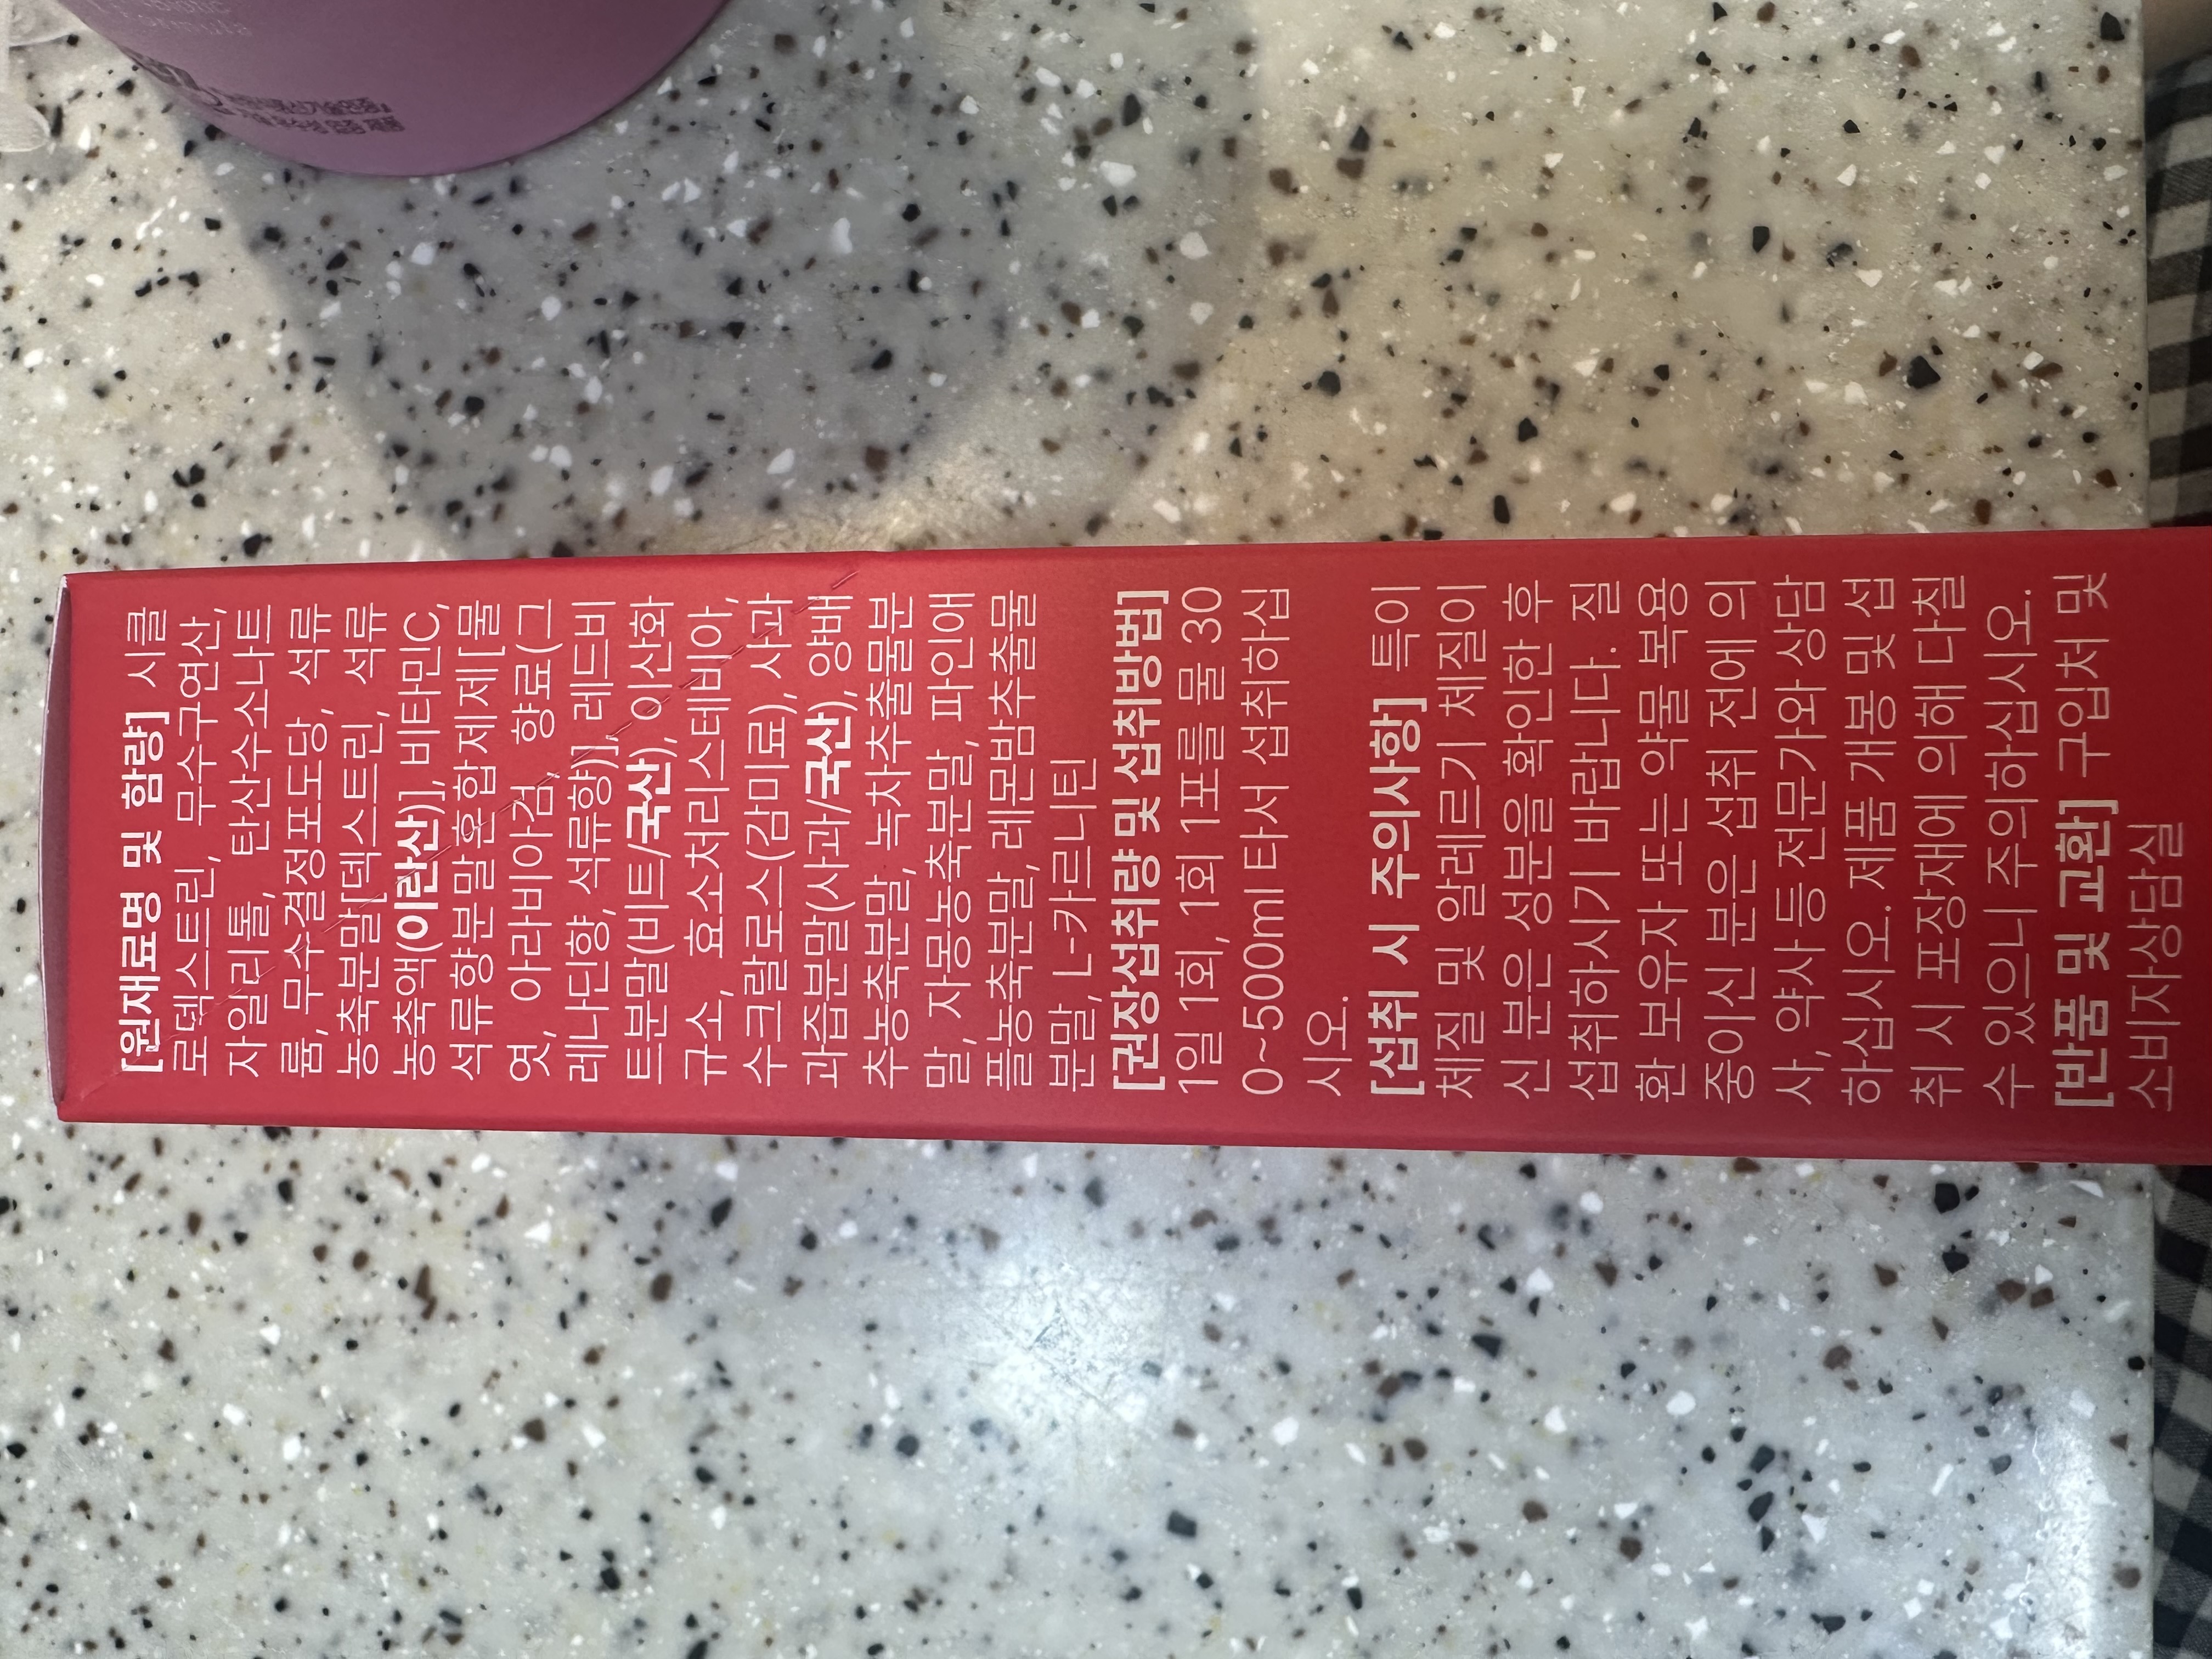 [원재료명 및 함량] 시클
로덱스트린, 무수구연산,
자일리톨, 탄산수소나트
륨, 무수결정포도당, 석류
농축분말[덱스트린, 석류
농축액(이란산)], 비타민C,
석류향분말혼합제제[물
엿, 아라비아검, 향료(그
레나딘향, 석류향)], 레드비
트분말(비트/국산), 이산화
규소, 효소처리스테비아,
수크랄로스(감미료), 사과
과즙분말(사과/국산), 양배
추농축분말, 녹차추출물분
말, 자몽농축분말, 파인애
플농축분말, 레몬밤추출물
분말, L-카르니틴
[권장섭취량 및 섭취방법]
1일 1회, 1회 1포를 물 30
0~500ml 타서 섭취하십
시오.
[섭취 시 주의사항] 특이
체질 및 알레르기 체질이
신 분은 성분을 확인한 후
섭취하시기 바랍니다. 질
환 보유자 또는 약물 복용
중이신 분은 섭취 전에 의
사, 약사 등 전문가와 상담
하십시오. 제품 개봉 및 섭
취 시 포장재에 의해 다칠
수 있으니 주의하십시오.
[반품 및 교환] 구입처 및
소비자상담실